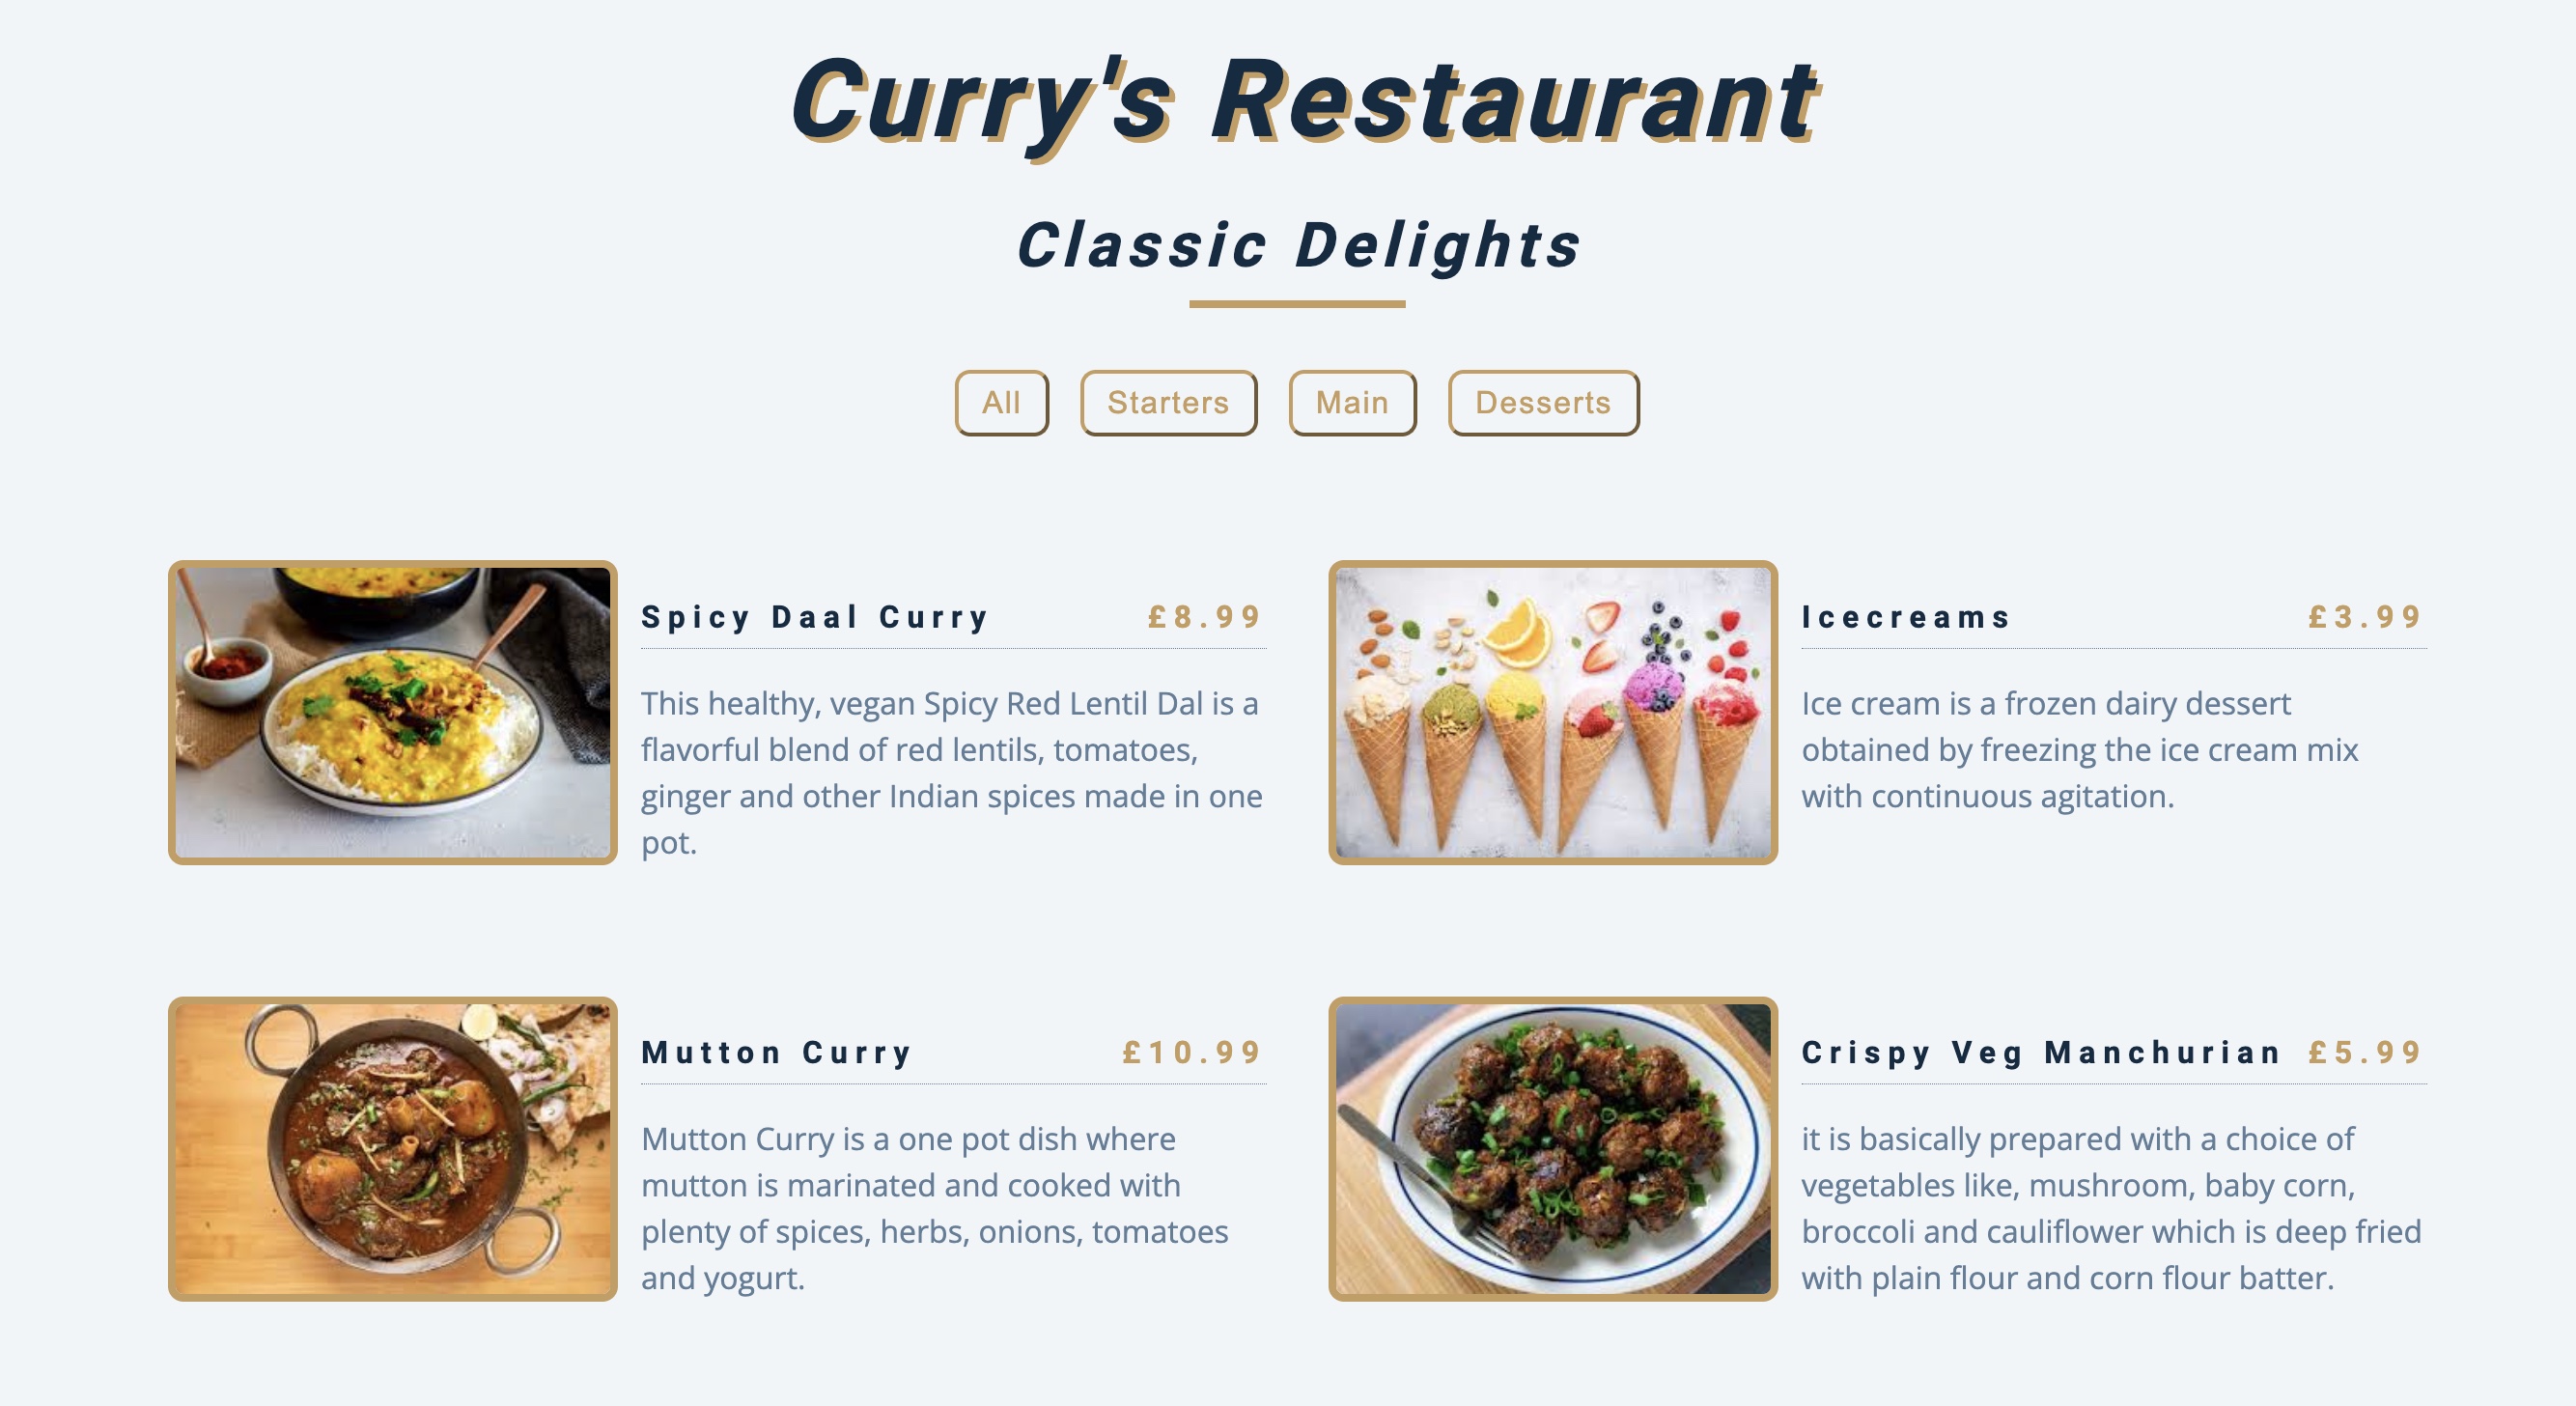 Curry's Restaurant
Classic Delights
All
Starters
Main
Desserts
Spicy Daal Curry
£8.99
This healthy, vegan Spicy Red Lentil Dal is a
flavorful blend of red lentils, tomatoes,
ginger and other Indian spices made in one
pot.
Icecreams
£3.99
Ice cream is a frozen dairy dessert
obtained by freezing the ice cream mix
with continuous agitation.
Mutton Curry
£10.99
Mutton Curry is a one pot dish where
mutton is marinated and cooked with
plenty of spices, herbs, onions, tomatoes
and yogurt.
Crispy Veg Manchurian
£5.99
it is basically prepared with a choice of
vegetables like, mushroom, baby corn,
broccoli and cauliflower which is deep fried
with plain flour and corn flour batter.